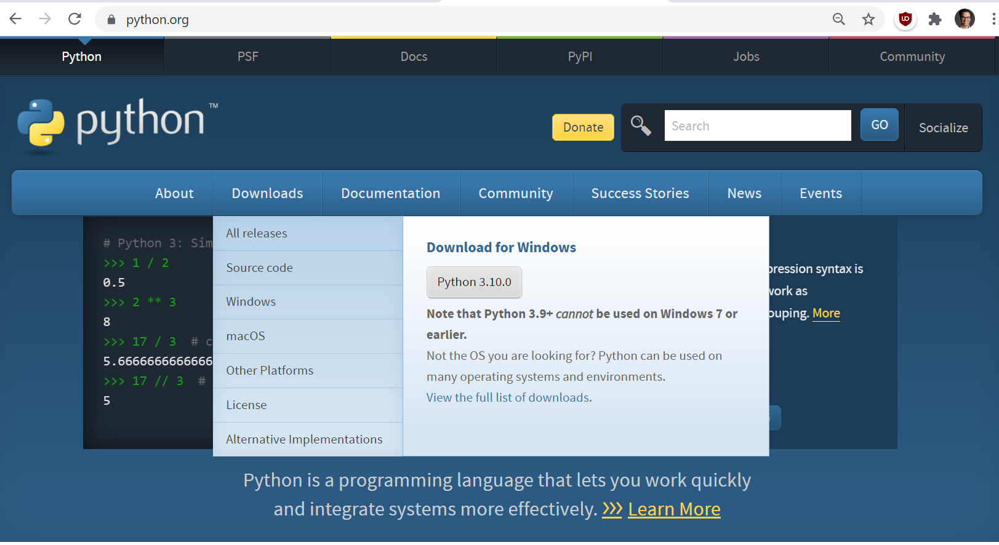 python.org
Python
PSF
Docs
PyPI
Jobs
Community
python™
Donate
Search
GO
Socialize
About
Downloads
Documentation
Community
Success Stories
News
Events
# Python 3: Sim
>>> 1 / 2
0.5
>>> 2 ** 3
8
>>> 17 / 3 # c
5.6666666666666
>>> 17 // 3 #
5
All releases
Source code
Windows
macOS
Other Platforms
License
Alternative Implementations
Download for Windows
Python 3.10.0
Note that Python 3.9+ cannot be used on Windows 7 or
earlier.
Not the OS you are looking for? Python can be used on
many operating systems and environments.
View the full list of downloads.
pression syntax is
work as
ouping. More
Python is a programming language that lets you work quickly
and integrate systems more effectively. >>> Learn More